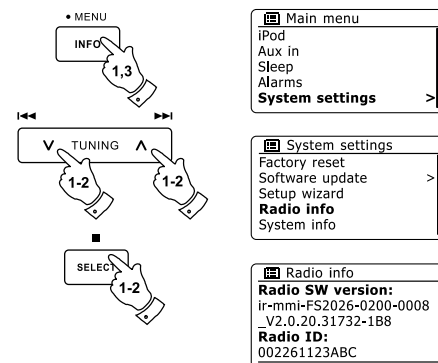 • MENU
INFO
1,3
TUNING
1-2
1-2
SELECT
1-2
Main menu
iPod
Aux in
Sleep
Alarms
System settings >
System settings
Factory reset
Software update >
Setup wizard
Radio info
System info
Radio info
Radio SW version:
ir-mmi-FS2026-0200-0008
_V2.0.20.31732-1B8
Radio ID:
002261123ABC